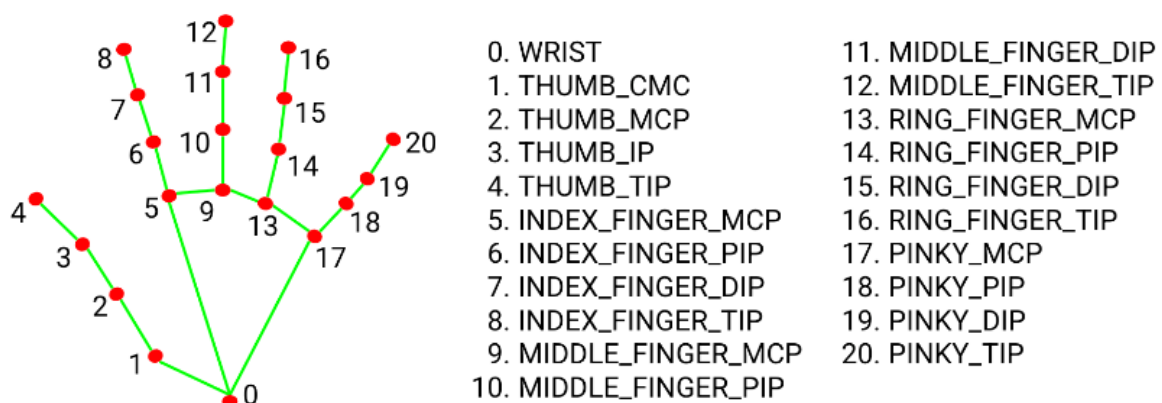 12
16
8
11
7
15
10
20
6
14
19
4
5
9
18
13
3
17
2
1
0
0. WRIST
1. THUMB_CMC
2. THUMB_MCP
3. THUMB_IP
4. THUMB_TIP
5. INDEX_FINGER_MCP
6. INDEX_FINGER_PIP
7. INDEX_FINGER_DIP
8. INDEX_FINGER_TIP
9. MIDDLE_FINGER_MCP
10. MIDDLE_FINGER_PIP
11. MIDDLE_FINGER_DIP
12. MIDDLE_FINGER_TIP
13. RING_FINGER_MCP
14. RING_FINGER_PIP
15. RING_FINGER_DIP
16. RING_FINGER_TIP
17. PINKY_MCP
18. PINKY_PIP
19. PINKY_DIP
20. PINKY_TIP